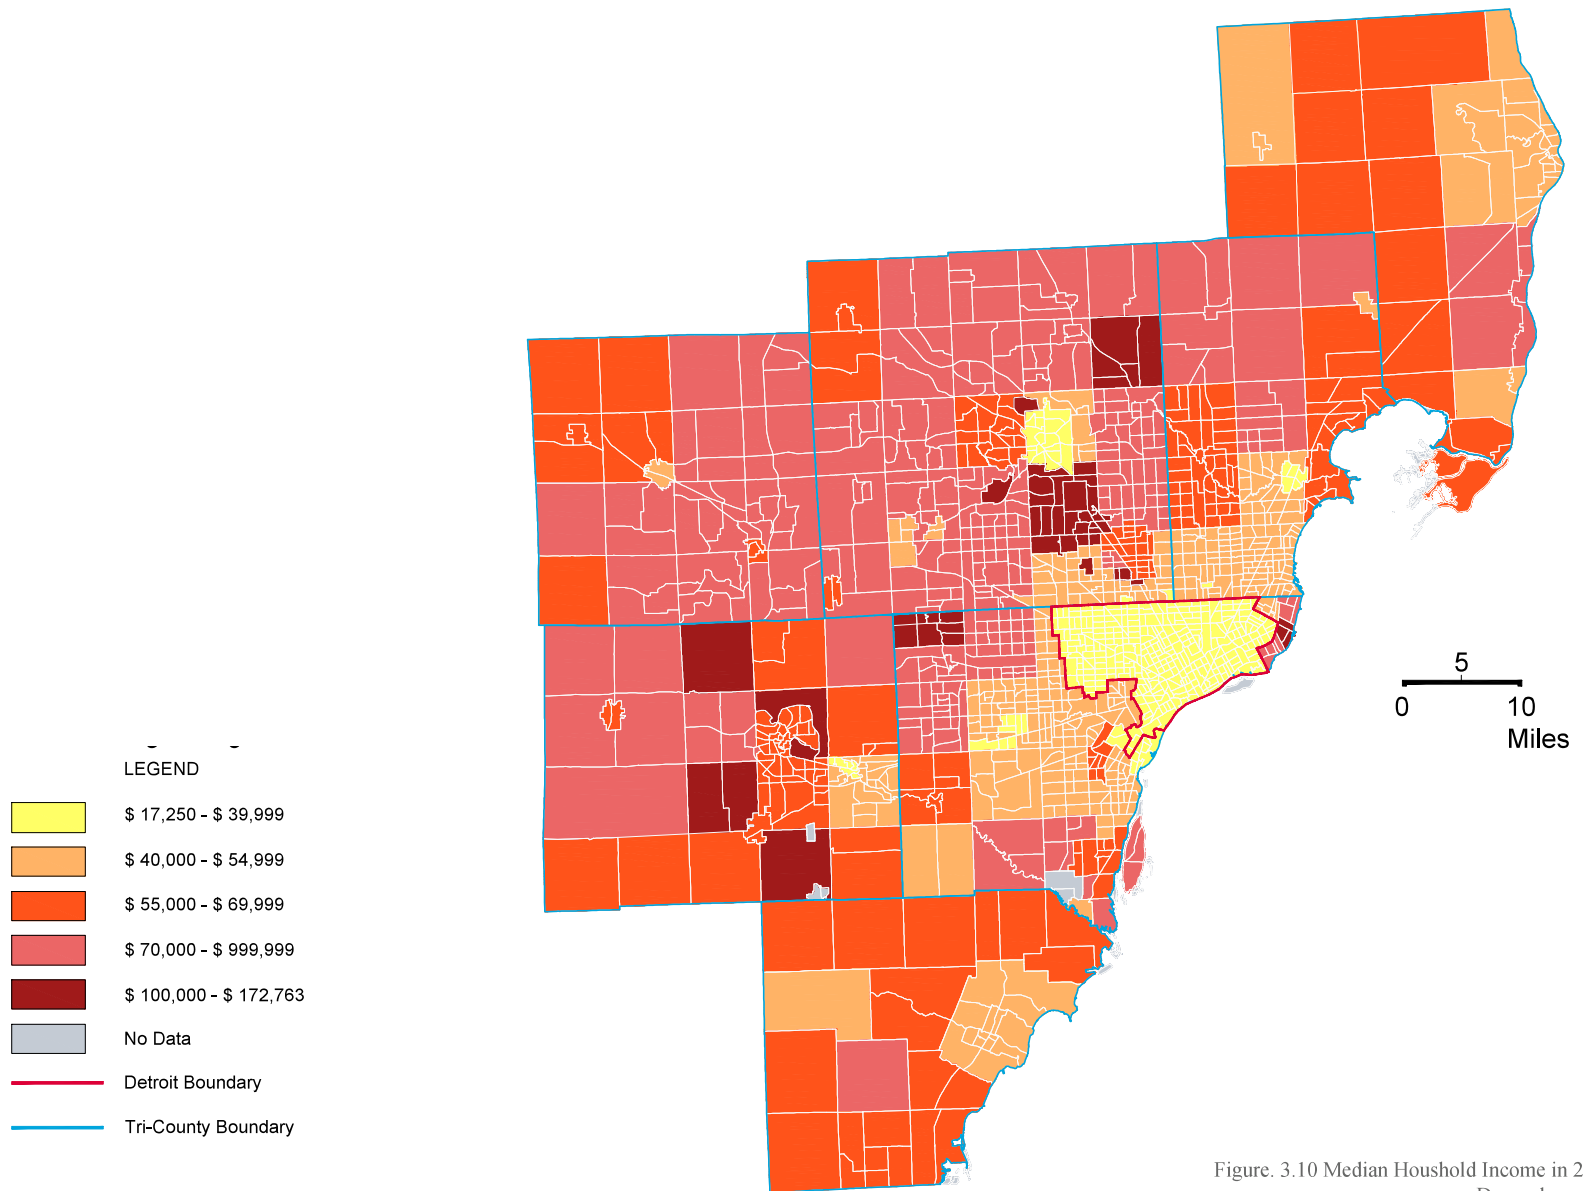 LEGEND
$ 17,250 - $ 39,999
$ 40,000 - $ 54,999
$ 55,000 - $ 69,999
$ 70,000 - $ 999,999
$ 100,000 - $ 172,763
No Data
Detroit Boundary
Tri-County Boundary
5
0 10
Miles
Figure. 3.10 Median Houshold Income in 2